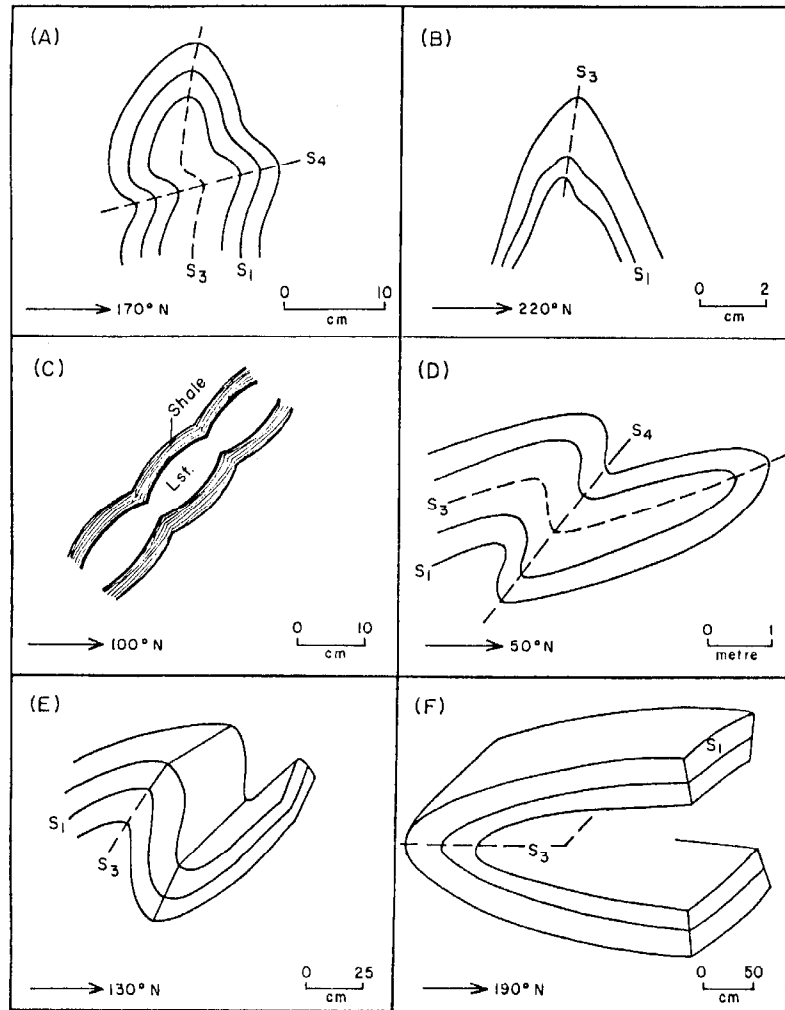 (A)
S4
S3
S1
170° N
0 10
cm
(B)
S3
S1
220° N
0 2
cm
(C)
Shale
Lst.
100° N
0 10
cm
(D)
S4
S3
S1
50° N
0 1
metre
(E)
S1
S3
130° N
0 25
cm
(F)
S1
S3
190° N
0 50
cm